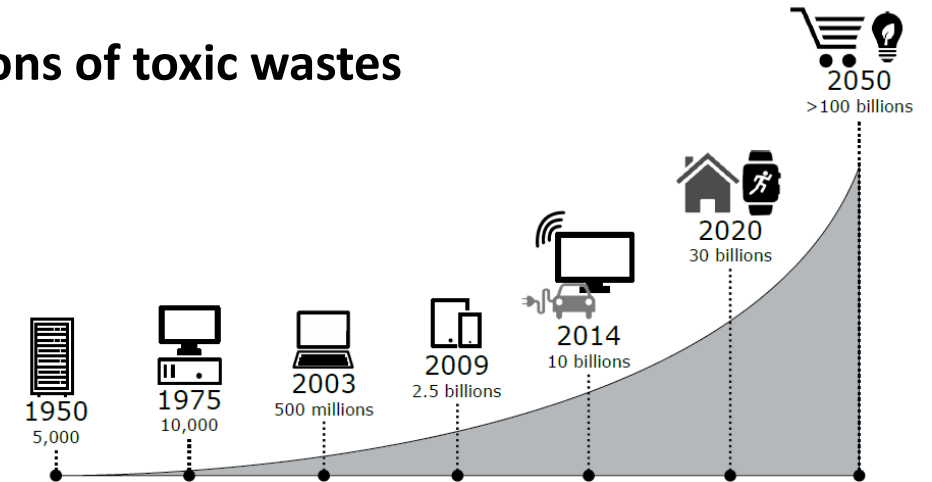 ons of toxic wastes
2050
>100 billions
2020
30 billions
2014
10 billions
2009
2.5 billions
2003
500 millions
1975
10,000
1950
5,000